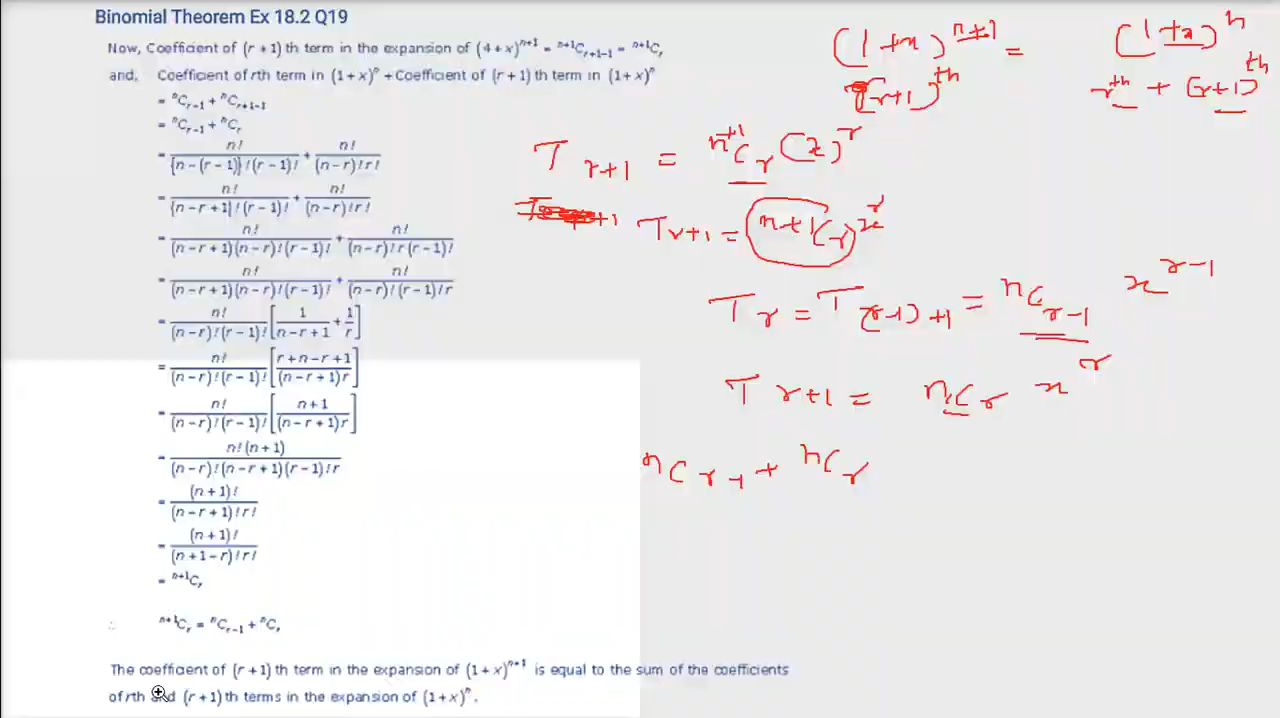 Binomial Theorem Ex 18.2 Q19
Now, Coefficient of (r + 1) th term in the expansion of (4 + x)^{n+1} = ^{n+1}C_{r+1-1} = ^{n+1}C_r
and, Coefficient of rth term in (1 + x)^n + Coefficient of (r + 1) th term in (1 + x)^n
= ^nC_{r-1} + ^nC_{r+1-1}
= ^nC_{r-1} + ^nC_r
= n! / {n - (r - 1)}! (r - 1)! + n! / (n - r)! r!
= n! / (n - r + 1)! (r - 1)! + n! / (n - r)! r!
= n! / (n - r + 1)(n - r)! (r - 1)! + n! / (n - r)! r (r - 1)!
= n! / (n - r + 1)(n - r)! (r - 1)! + n! / (n - r)! (r - 1)! r
= n! / (n - r)! (r - 1)! [1 / n - r + 1 + 1 / r]
= n! / (n - r)! (r - 1)! [r + n - r + 1 / (n - r + 1) r]
= n! / (n - r)! (r - 1)! [n + 1 / (n - r + 1) r]
= n! (n + 1) / (n - r)! (n - r + 1)(r - 1)! r
= (n + 1)! / (n - r + 1)! r!
= (n + 1)! / (n + 1 - r)! r!
= ^{n+1}C_r
∴ ^{n+1}C_r = ^nC_{r-1} + ^nC_r
The coefficient of (r + 1) th term in the expansion of (1 + x)^{n+1} is equal to the sum of the coefficients
of rth and (r + 1) th terms in the expansion of (1 + x)^n.
(1 + x)^{n+1} = (1 + x)^n
(r+1)^{th} r^{th} + (r+1)^{th}
T_{r+1} = ^{n+1}C_r (x)^r
T_{r+1} = ^{n+1}C_r x^r
T_r = T_{(r-1)+1} = ^nC_{r-1} x^{r-1}
T_{r+1} = ^nC_r x^r
^nC_{r-1} + ^nC_r